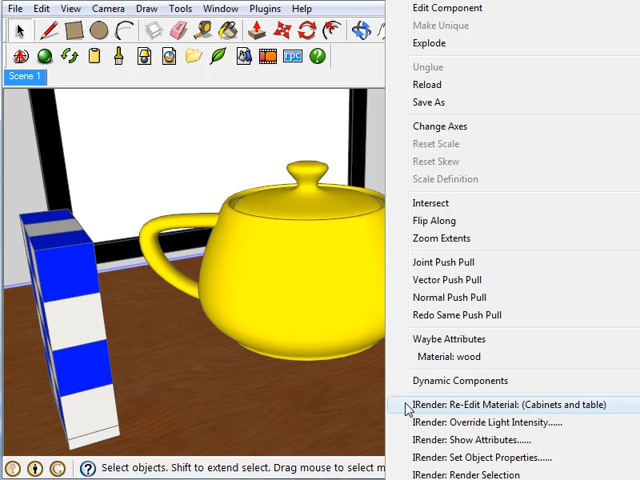 File Edit Camera Draw Tools Window Plugins Help
rpc
Scene 1
Edit Component
Make Unique
Explode
Unglue
Reload
Save As
Change Axes
Reset Scale
Reset Skew
Scale Definition
Intersect
Flip Along
Zoom Extents
Joint Push Pull
Vector Push Pull
Normal Push Pull
Redo Same Push Pull
Waybe Attributes
Material: wood
Dynamic Components
IRender: Re-Edit Material: (Cabinets and table)
IRender: Override Light Intensity......
IRender: Show Attributes......
IRender: Set Object Properties......
IRender: Render Selection
Select objects. Shift to extend select. Drag mouse to select m